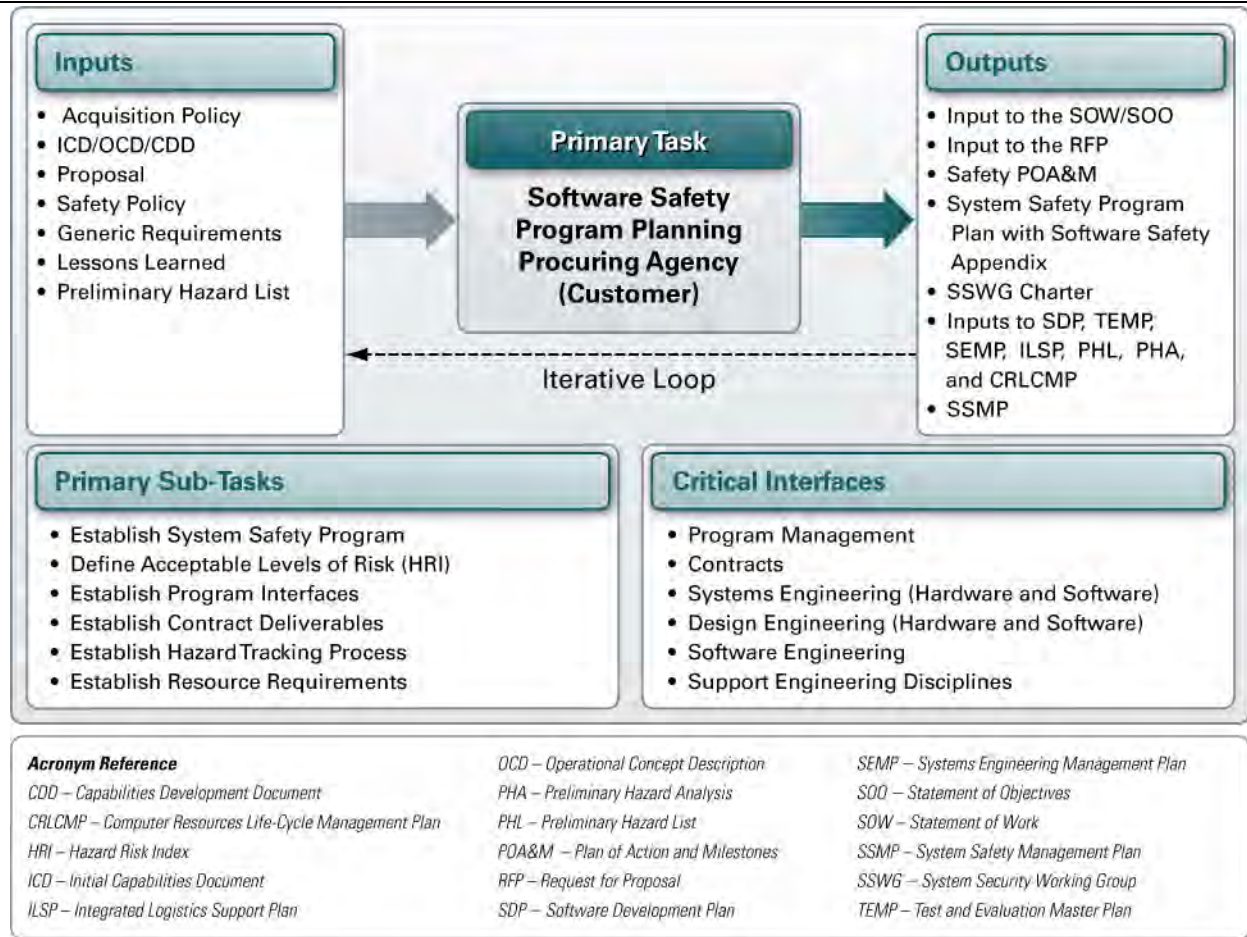 Inputs
• Acquisition Policy
• ICD/OCD/CDD
• Proposal
• Safety Policy
• Generic Requirements
• Lessons Learned
• Preliminary Hazard List
Primary Task
Software Safety
Program Planning
Procuring Agency
(Customer)
Iterative Loop
Outputs
• Input to the SOW/SOO
• Input to the RFP
• Safety POA&M
• System Safety Program
Plan with Software Safety
Appendix
• SSWG Charter
• Inputs to SDP, TEMP,
SEMP, ILSP, PHL, PHA,
and CRLCMP
• SSMP
Primary Sub-Tasks
• Establish System Safety Program
• Define Acceptable Levels of Risk (HRI)
• Establish Program Interfaces
• Establish Contract Deliverables
• Establish Hazard Tracking Process
• Establish Resource Requirements
Critical Interfaces
• Program Management
• Contracts
• Systems Engineering (Hardware and Software)
• Design Engineering (Hardware and Software)
• Software Engineering
• Support Engineering Disciplines
Acronym Reference
CDD – Capabilities Development Document
CRLCMP – Computer Resources Life-Cycle Management Plan
HRI – Hazard Risk Index
ICD – Initial Capabilities Document
ILSP – Integrated Logistics Support Plan
OCD – Operational Concept Description
PHA – Preliminary Hazard Analysis
PHL – Preliminary Hazard List
POA&M – Plan of Action and Milestones
RFP – Request for Proposal
SDP – Software Development Plan
SEMP – Systems Engineering Management Plan
SOO – Statement of Objectives
SOW – Statement of Work
SSMP – System Safety Management Plan
SSWG – System Security Working Group
TEMP – Test and Evaluation Master Plan